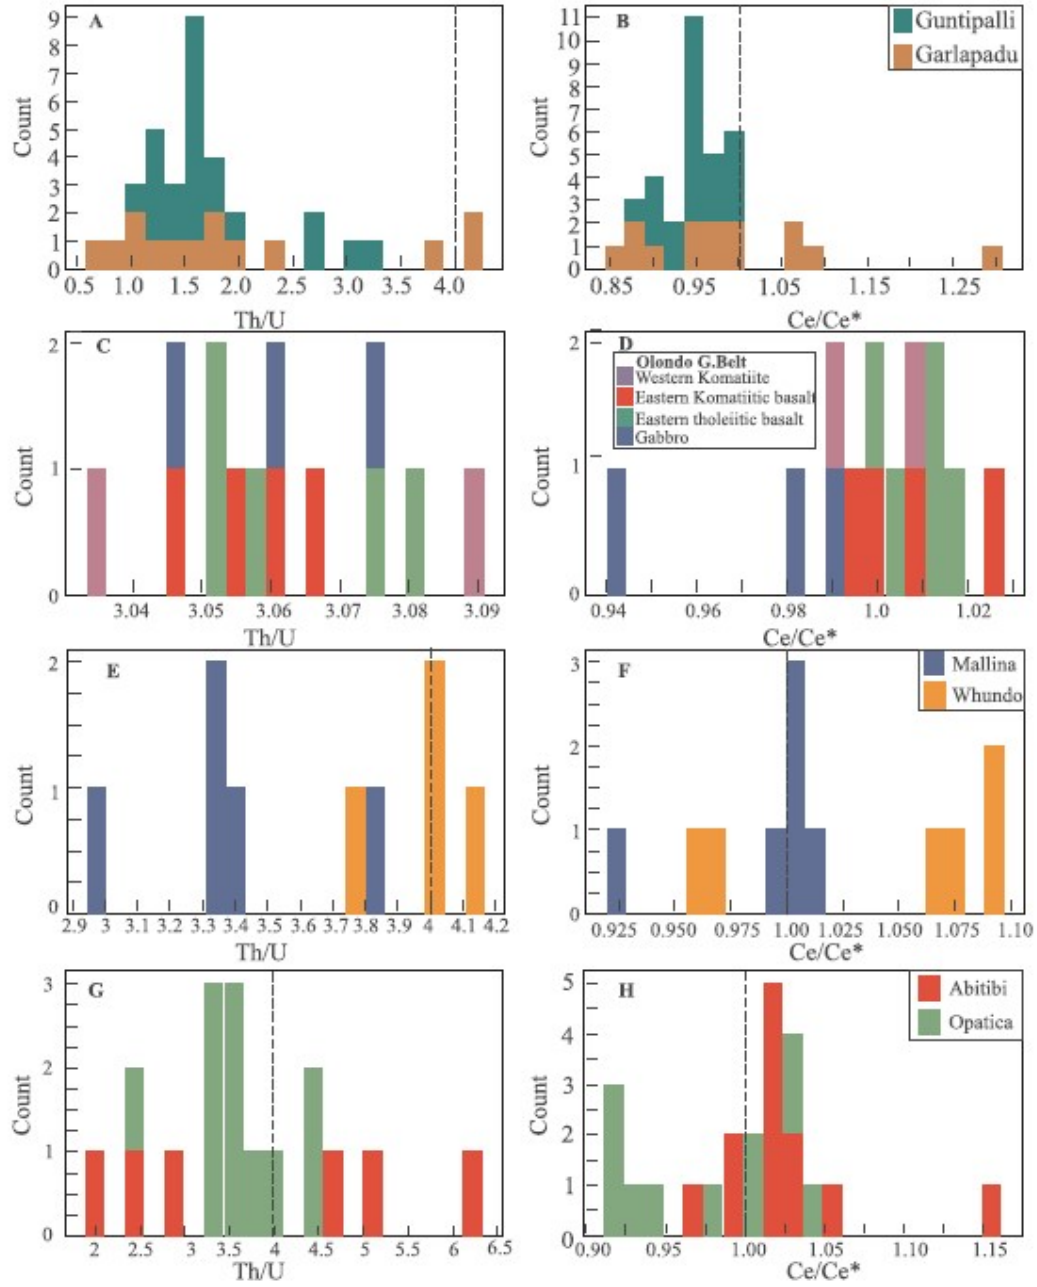 A
Count
9
8
7
6
5
4
3
2
1
0
0.5 1.0 1.5 2.0 2.5 3.0 3.5 4.0
Th/U
B
Guntipalli
Garlapadu
Count
11
10
9
8
7
6
5
4
3
2
1
0
0.85 0.95 1.05 1.15 1.25
Ce/Ce*
C
Count
2
1
0
3.04 3.05 3.06 3.07 3.08 3.09
Th/U
D
Olondo G.Belt
Western Komatiite
Eastern Komatiitic basalt
Eastern tholeiitic basalt
Gabbro
Count
2
1
0
0.94 0.96 0.98 1.0 1.02
Ce/Ce*
E
Count
2
1
0
2.9 3 3.1 3.2 3.3 3.4 3.5 3.6 3.7 3.8 3.9 4 4.1 4.2
Th/U
F
Mallina
Whundo
Count
3
2
1
0
0.925 0.950 0.975 1.00 1.025 1.050 1.075 1.10
Ce/Ce*
G
Count
3
2
1
0
2 2.5 3 3.5 4 4.5 5 5.5 6 6.5
Th/U
H
Abitibi
Opatica
Count
5
4
3
2
1
0
0.90 0.95 1.00 1.05 1.10 1.15
Ce/Ce*